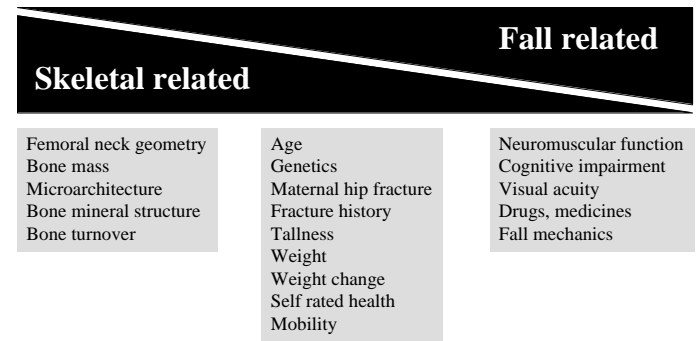 Fall related
Skeletal related
Femoral neck geometry
Bone mass
Microarchitecture
Bone mineral structure
Bone turnover
Age
Genetics
Maternal hip fracture
Fracture history
Tallness
Weight
Weight change
Self rated health
Mobility
Neuromuscular function
Cognitive impairment
Visual acuity
Drugs, medicines
Fall mechanics